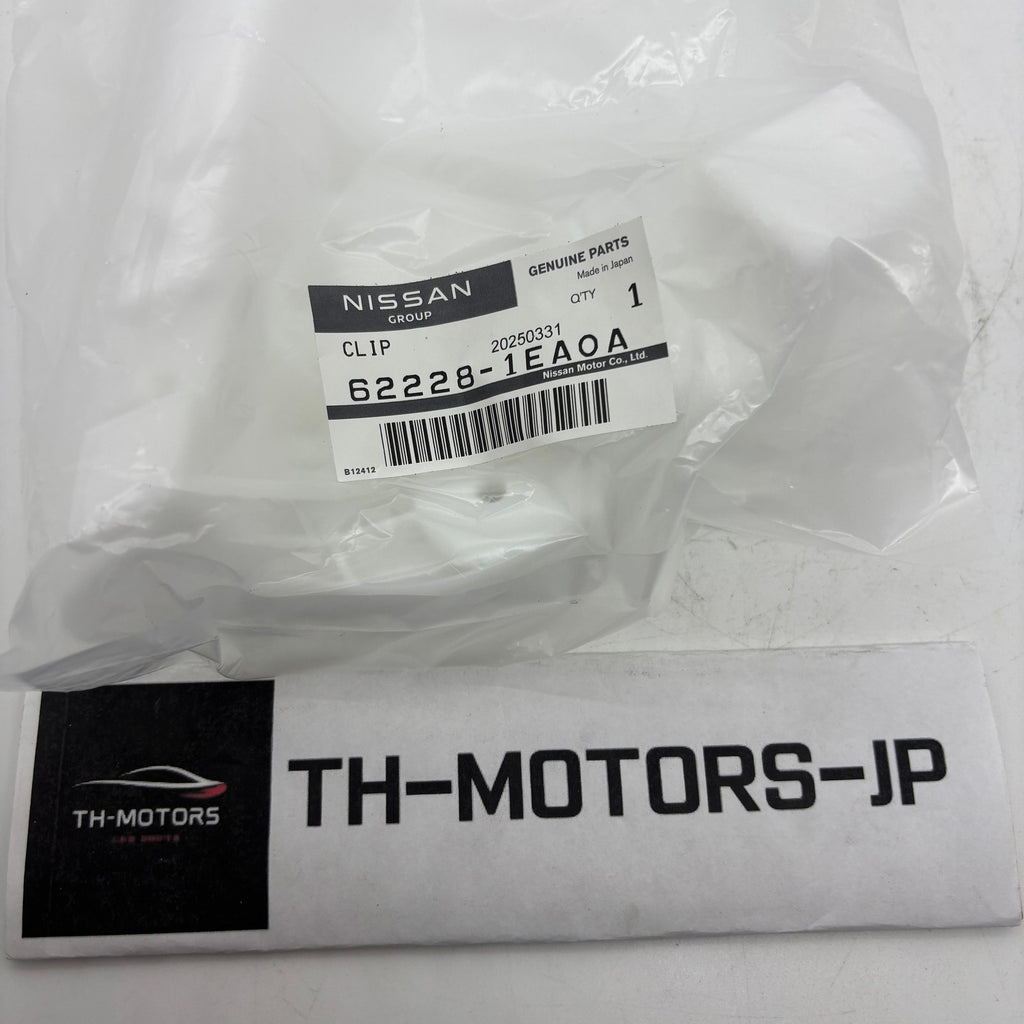 NISSAN
GROUP
GENUINE PARTS
Made in Japan
Q'TY 1
CLIP
20250331
62228-1EA0A
Nissan Motor Co., Ltd.
B12412
TH-MOTORS
TH-MOTORS-JP